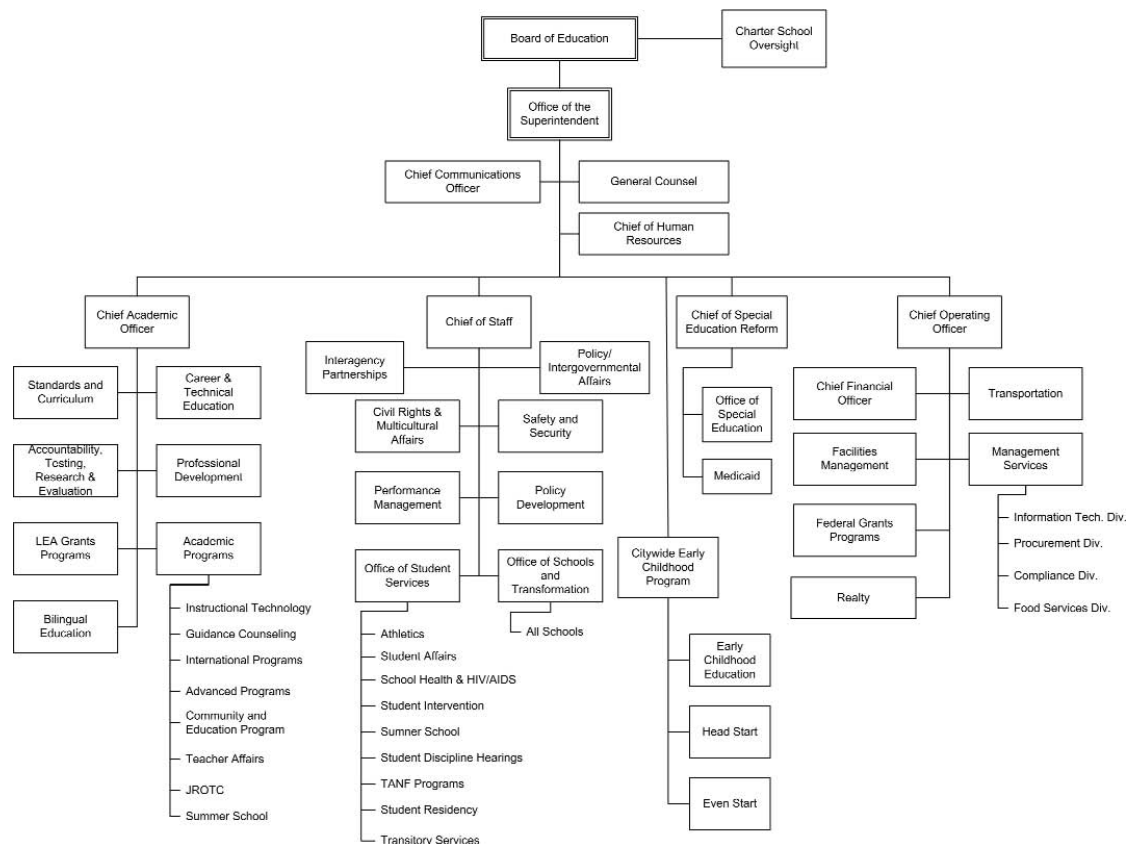 Board of Education
Charter School
Oversight
Office of the
Superintendent
Chief Communications
Officer
General Counsel
Chief of Human
Resources
Chief Academic
Officer
Chief of Staff
Chief of Special
Education Reform
Chief Operating
Officer
Standards and
Curriculum
Career &
Technical
Education
Accountability,
Testing,
Research &
Evaluation
Professional
Development
LEA Grants
Programs
Academic
Programs
Bilingual
Education
Instructional Technology
Guidance Counseling
International Programs
Advanced Programs
Community and
Education Program
Teacher Affairs
JROTC
Summer School
Interagency
Partnerships
Policy/
Intergovernmental
Affairs
Civil Rights &
Multicultural
Affairs
Safety and
Security
Performance
Management
Policy
Development
Office of Student
Services
Office of Schools
and
Transformation
Athletics
Student Affairs
School Health & HIV/AIDS
Student Intervention
Sumner School
Student Discipline Hearings
TANF Programs
Student Residency
Transitory Services
All Schools
Citywide Early
Childhood
Program
Early
Childhood
Education
Head Start
Even Start
Office of
Special
Education
Medicaid
Chief Financial
Officer
Transportation
Facilities
Management
Management
Services
Federal Grants
Programs
Realty
Information Tech. Div.
Procurement Div.
Compliance Div.
Food Services Div.